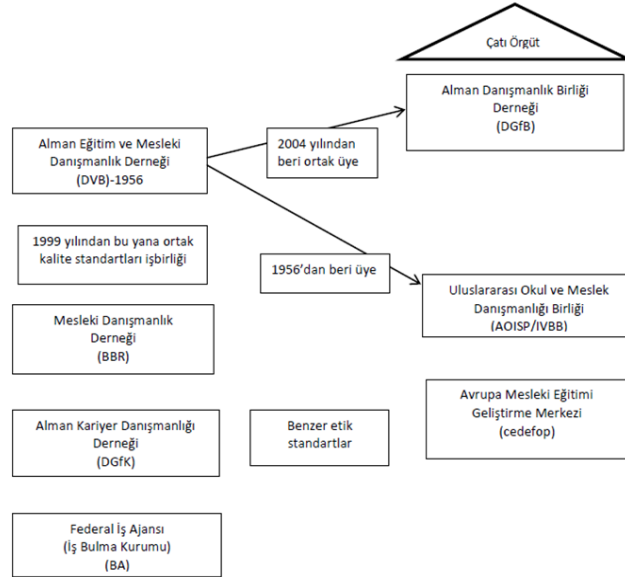 Çatı Örgüt
Alman Danışmanlık Birliği
Derneği
(DGfB)
2004 yılından
beri ortak üye
Alman Eğitim ve Mesleki
Danışmanlık Derneği
(DVB)-1956
1999 yılından bu yana ortak
kalite standartları işbirliği
1956'dan beri üye
Uluslararası Okul ve Meslek
Danışmanlığı Birliği
(AOISP/IVBB)
Mesleki Danışmanlık
Derneği
(BBR)
Avrupa Mesleki Eğitimi
Geliştirme Merkezi
(cedefop)
Alman Kariyer Danışmanlığı
Derneği
(DGfK)
Benzer etik
standartlar
Federal İş Ajansı
(İş Bulma Kurumu)
(BA)